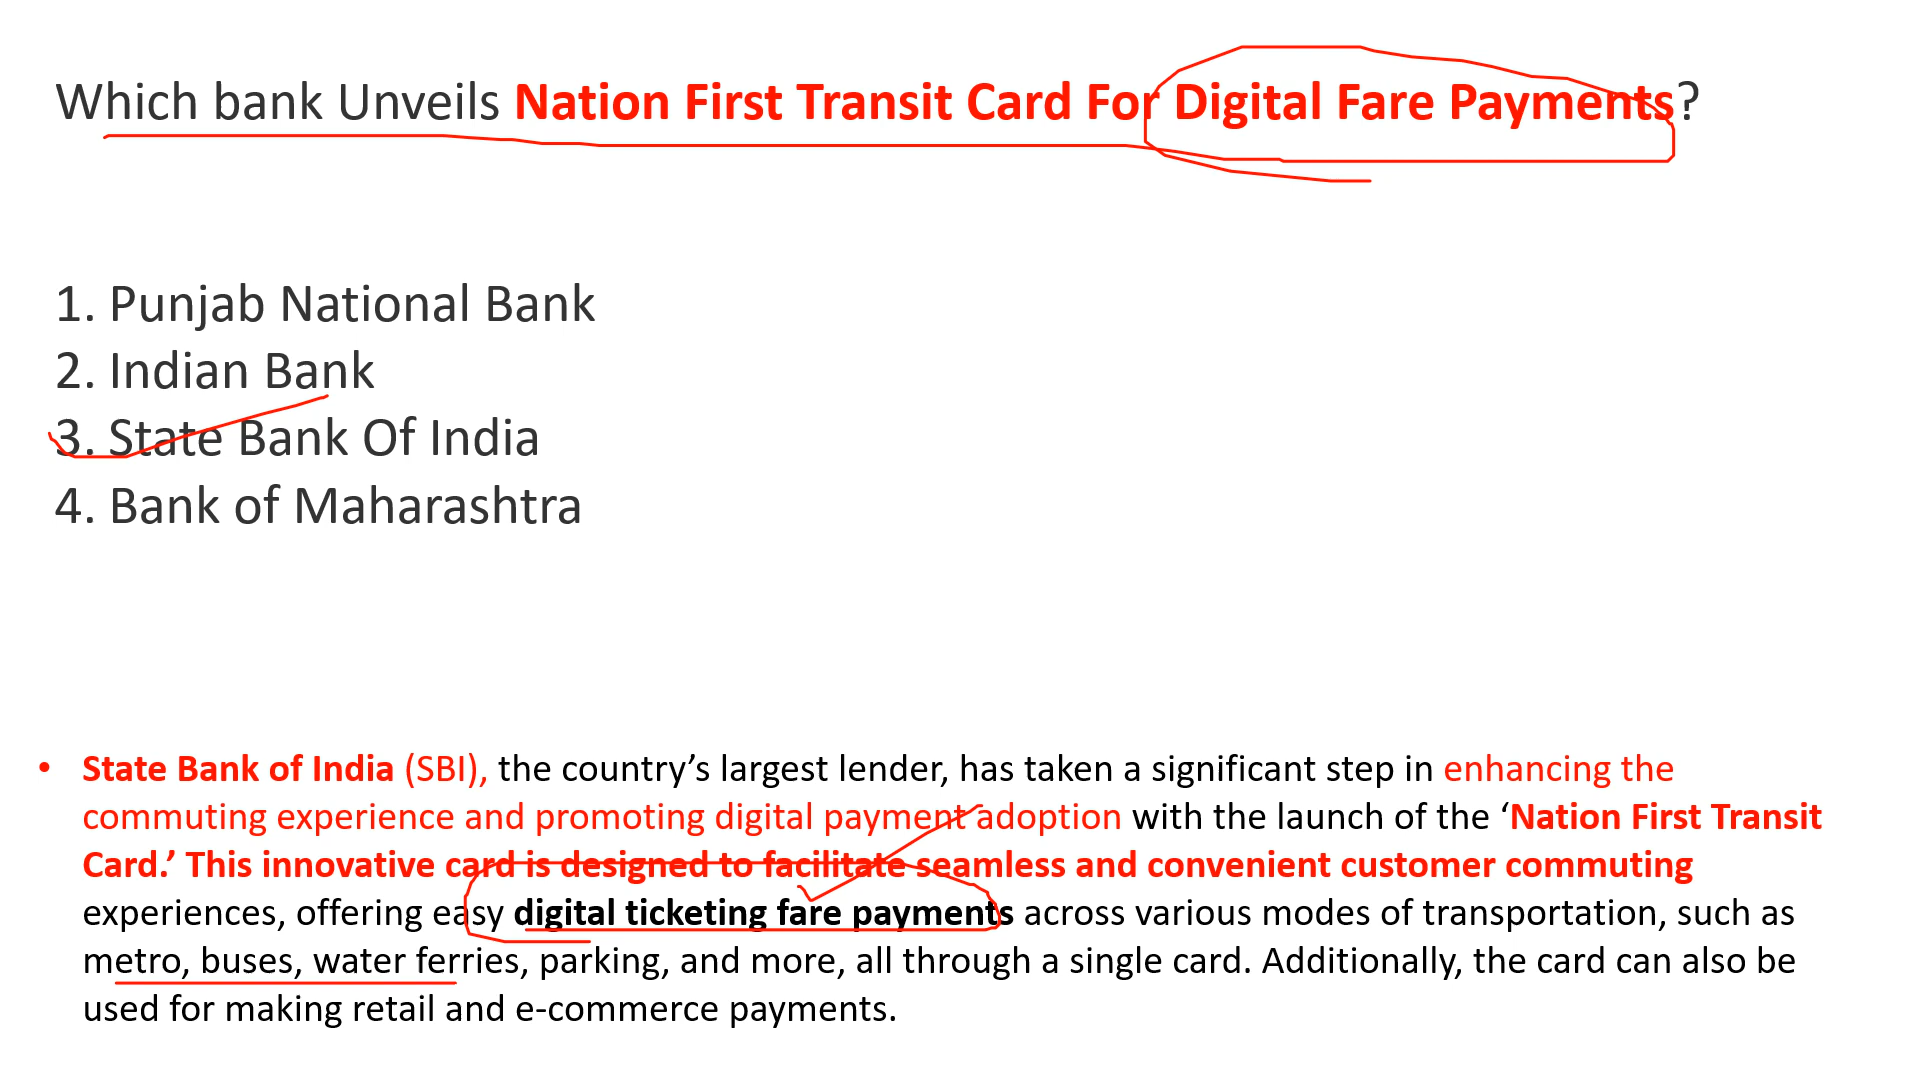 Which bank Unveils Nation First Transit Card For Digital Fare Payments?
1. Punjab National Bank
2. Indian Bank
3. State Bank Of India
4. Bank of Maharashtra
• State Bank of India (SBI), the country’s largest lender, has taken a significant step in enhancing the
commuting experience and promoting digital payment adoption with the launch of the ‘Nation First Transit
Card.’ This innovative card is designed to facilitate seamless and convenient customer commuting
experiences, offering easy digital ticketing fare payments across various modes of transportation, such as
metro, buses, water ferries, parking, and more, all through a single card. Additionally, the card can also be
used for making retail and e-commerce payments.